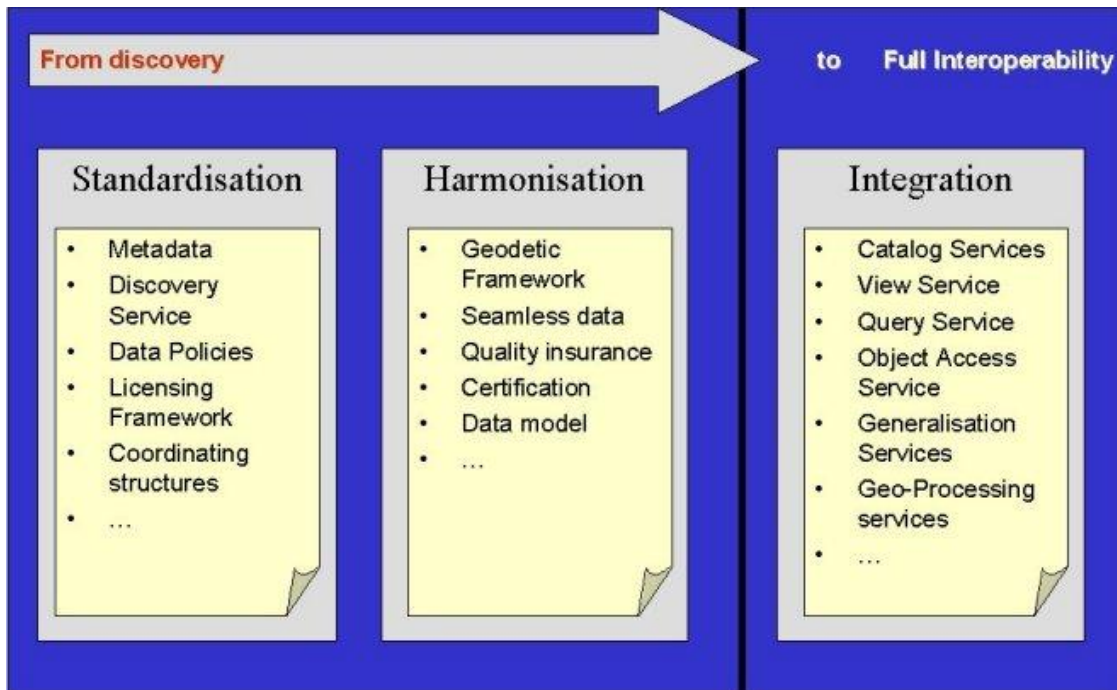 From discovery
to Full Interoperability
Standardisation
• Metadata
• Discovery
Service
• Data Policies
• Licensing
Framework
• Coordinating
structures
• …
Harmonisation
• Geodetic
Framework
• Seamless data
• Quality insurance
• Certification
• Data model
• …
Integration
• Catalog Services
• View Service
• Query Service
• Object Access
Service
• Generalisation
Services
• Geo-Processing
services
• …